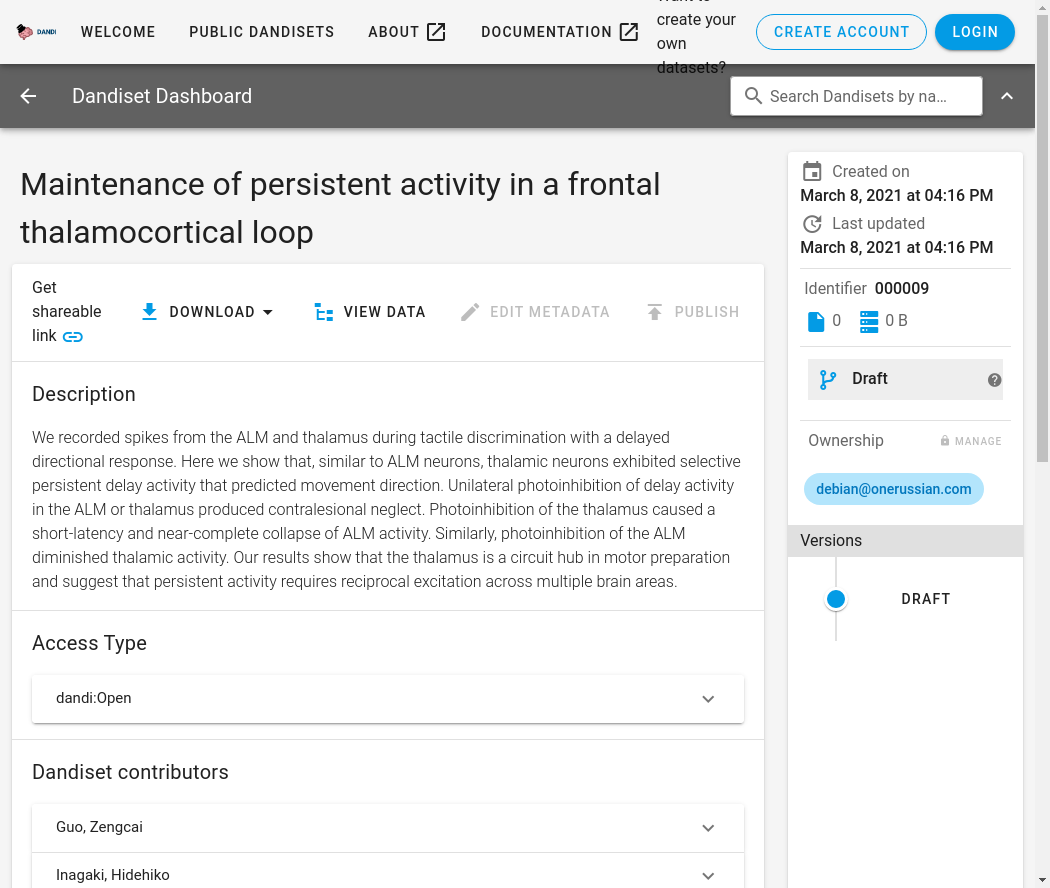 DANDI
WELCOME
PUBLIC DANDISETS
ABOUT
DOCUMENTATION
create your
own
datasets?
CREATE ACCOUNT
LOGIN
Dandiset Dashboard
Search Dandisets by na...
Maintenance of persistent activity in a frontal
thalamocortical loop
Get
shareable
link
DOWNLOAD
VIEW DATA
EDIT METADATA
PUBLISH
Description
We recorded spikes from the ALM and thalamus during tactile discrimination with a delayed
directional response. Here we show that, similar to ALM neurons, thalamic neurons exhibited selective
persistent delay activity that predicted movement direction. Unilateral photoinhibition of delay activity
in the ALM or thalamus produced contralesional neglect. Photoinhibition of the thalamus caused a
short-latency and near-complete collapse of ALM activity. Similarly, photoinhibition of the ALM
diminished thalamic activity. Our results show that the thalamus is a circuit hub in motor preparation
and suggest that persistent activity requires reciprocal excitation across multiple brain areas.
Access Type
dandi:Open
Dandiset contributors
Guo, Zengcai
Inagaki, Hidehiko
Created on
March 8, 2021 at 04:16 PM
Last updated
March 8, 2021 at 04:16 PM
Identifier 000009
0 0 B
Draft
Ownership
MANAGE
debian@onerussian.com
Versions
DRAFT